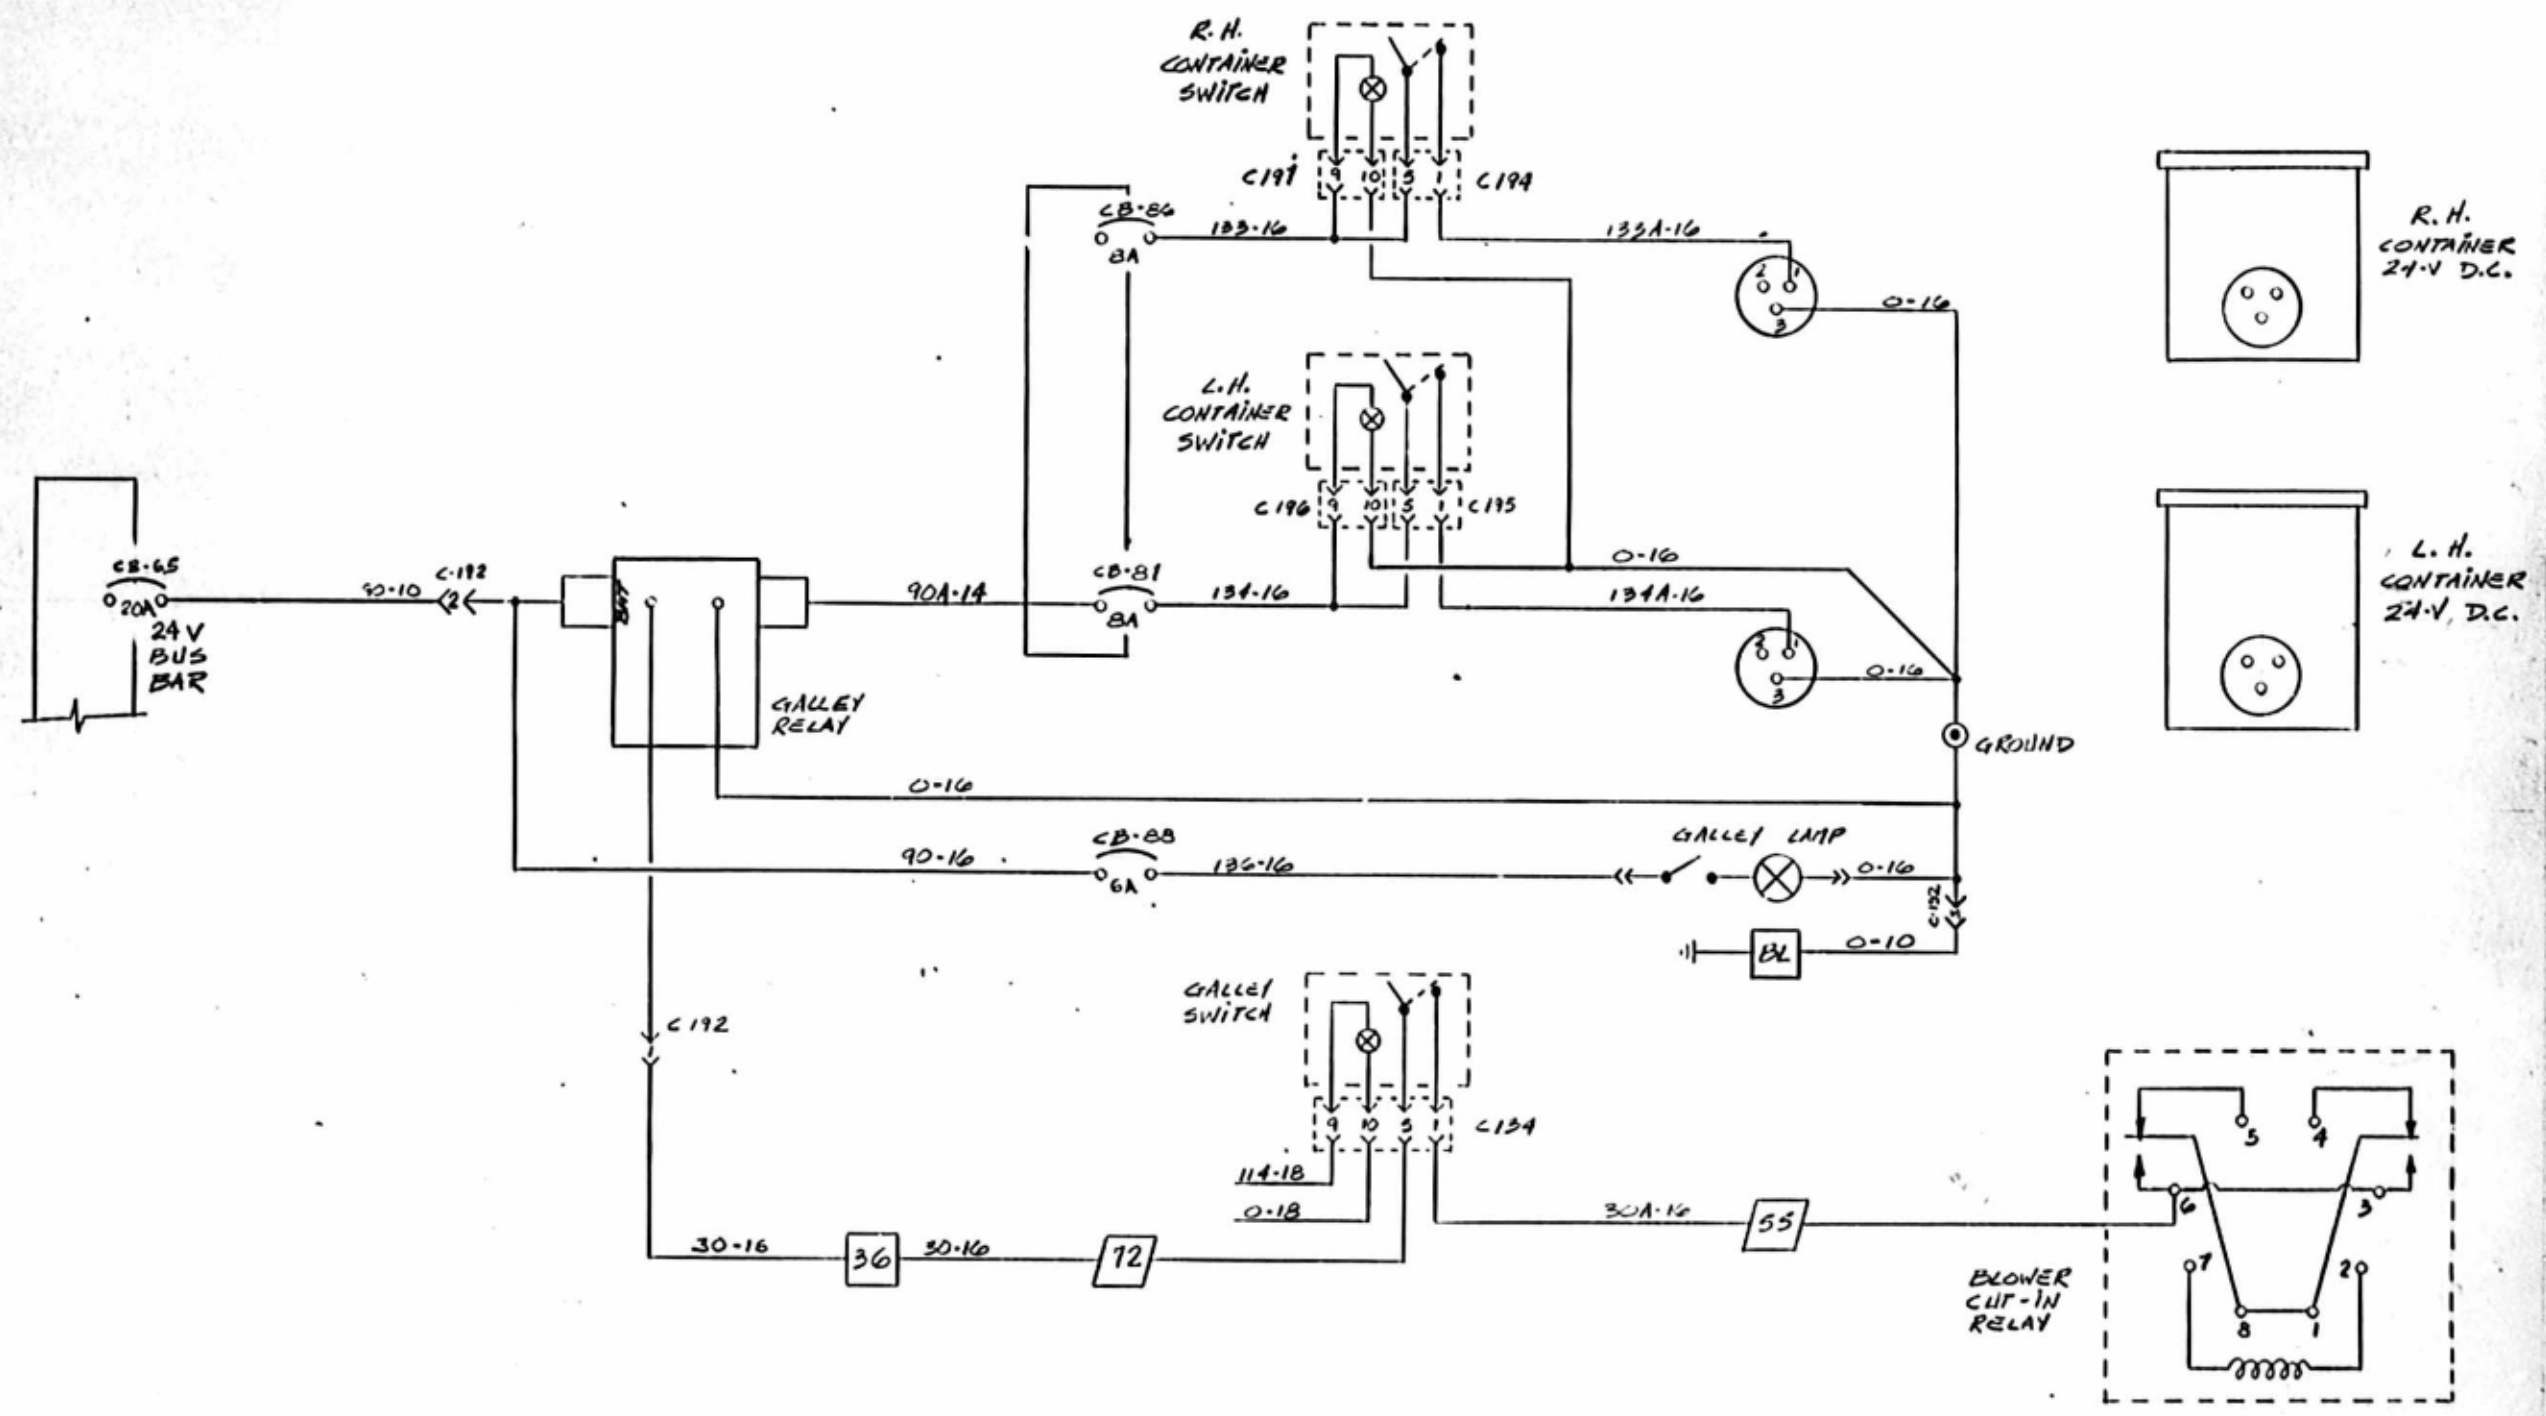 R.H.
CONTAINER
SWITCH
C191
9 10 5 1
C194
CB-86
8A
133-16
133A-16
2 1
3
0-16
R.H.
CONTAINER
24-V D.C.
L.H.
CONTAINER
SWITCH
C196
9 10 5 1
C195
0-16
CB-65
20A
24V
BUS
BAR
90-10
C-192
2
BAT
GALLEY
RELAY
90A-14
CB-81
8A
134-16
134A-16
2 1
3
0-16
L.H.
CONTAINER
24-V, D.C.
GROUND
0-16
90-16
CB-88
6A
136-16
GALLEY LAMP
0-16
C-192
BL
0-10
C192
1
GALLEY
SWITCH
9 10 5 1
C134
114-18
0-18
30-16
36
30-16
72
30A-16
55
BLOWER
CUT-IN
RELAY
5 4
6 3
7 2
8 1